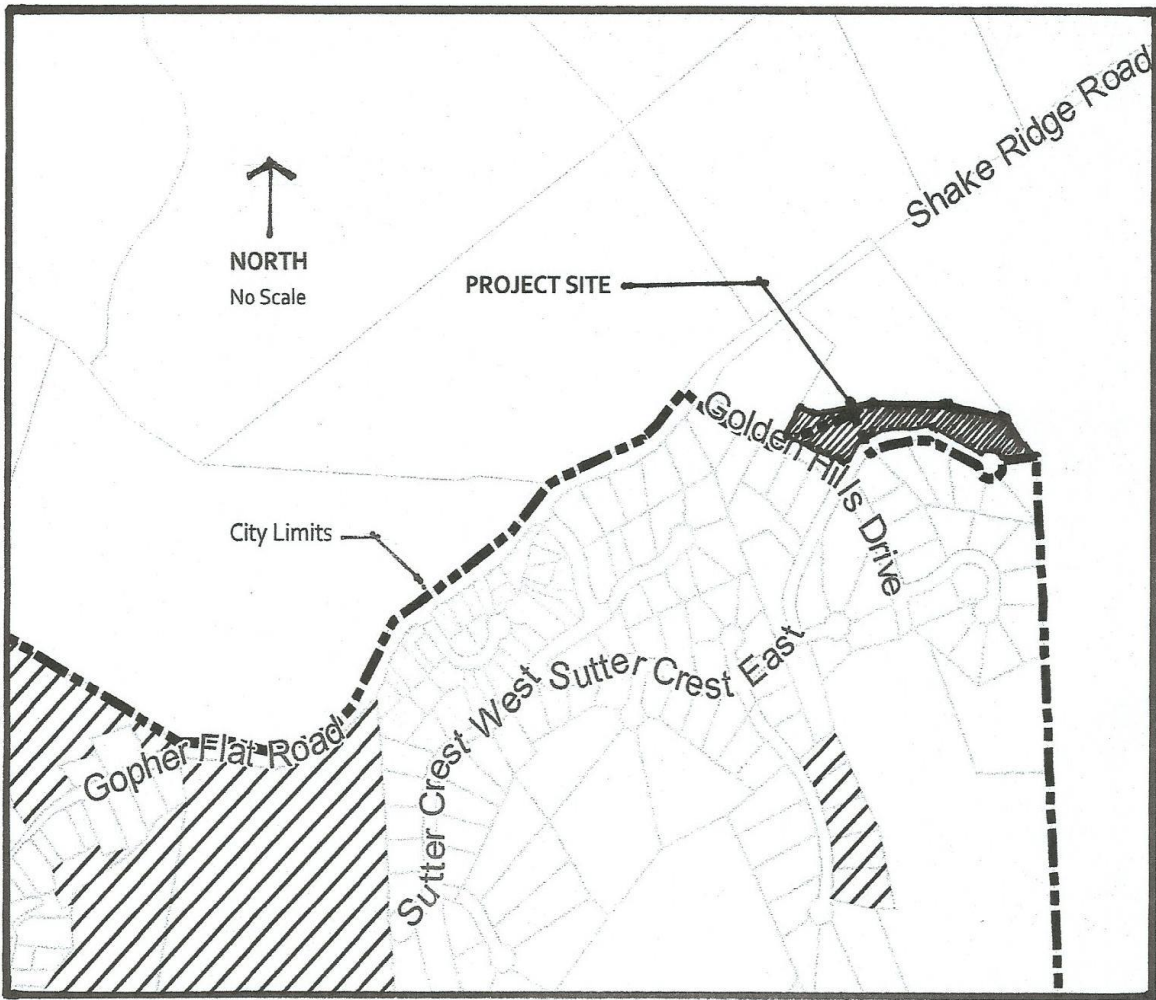 Shake Ridge Road
NORTH
No Scale
PROJECT SITE
Golden Hills Drive
City Limits
Sutter Crest East
Sutter Crest West
Gopher Flat Road